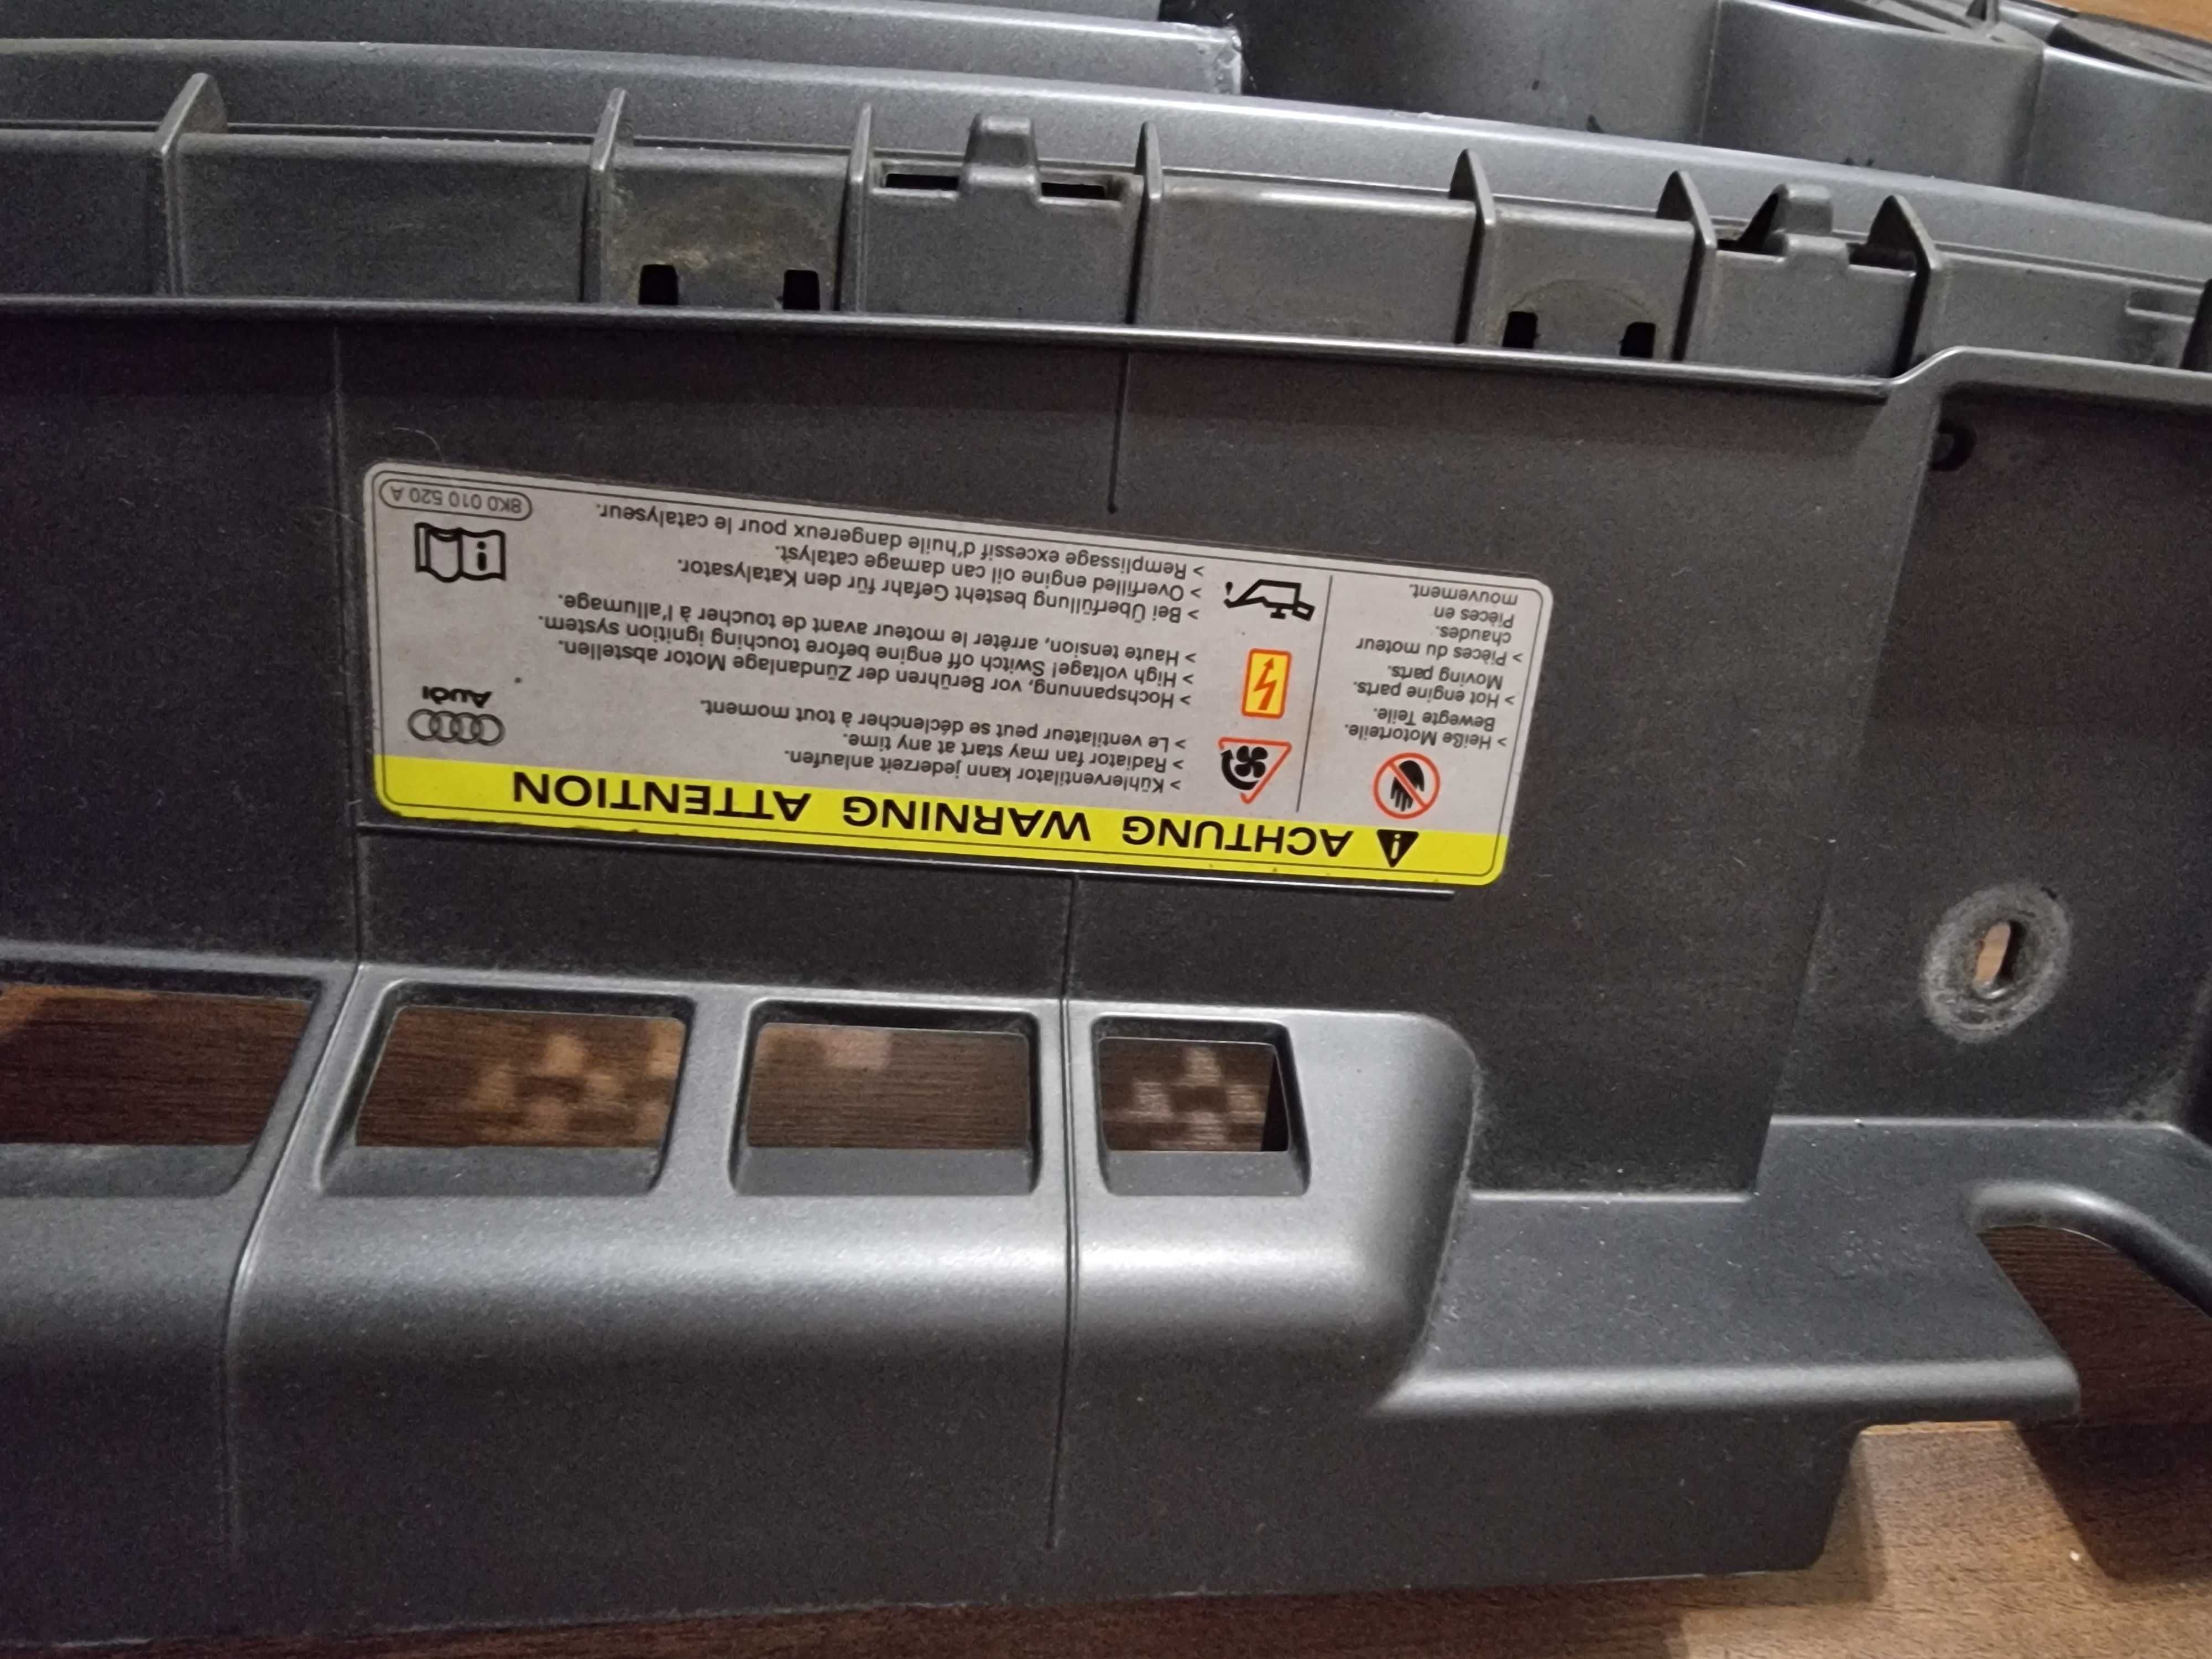 ACHTUNG WARNING ATTENTION
> Heiße Motorteile.
Bewegte Teile.
> Hot engine parts.
Moving parts.
> Pièces du moteur
chaudes.
Pièces en
mouvement.
> Kühlerventilator kann jederzeit anlaufen.
> Radiator fan may start at any time.
> Le ventilateur peut se déclencher à tout moment.
> Hochspannung, vor Berühren der Zündanlage Motor abstellen.
> High voltage! Switch off engine before touching ignition system.
> Haute tension, arrêter le moteur avant de toucher à l'allumage.
> Bei Überfüllung besteht Gefahr für den Katalysator.
> Overfilled engine oil can damage catalyst.
> Remplissage excessif d'huile dangereux pour le catalyseur.
Audi
8K0 010 520 A